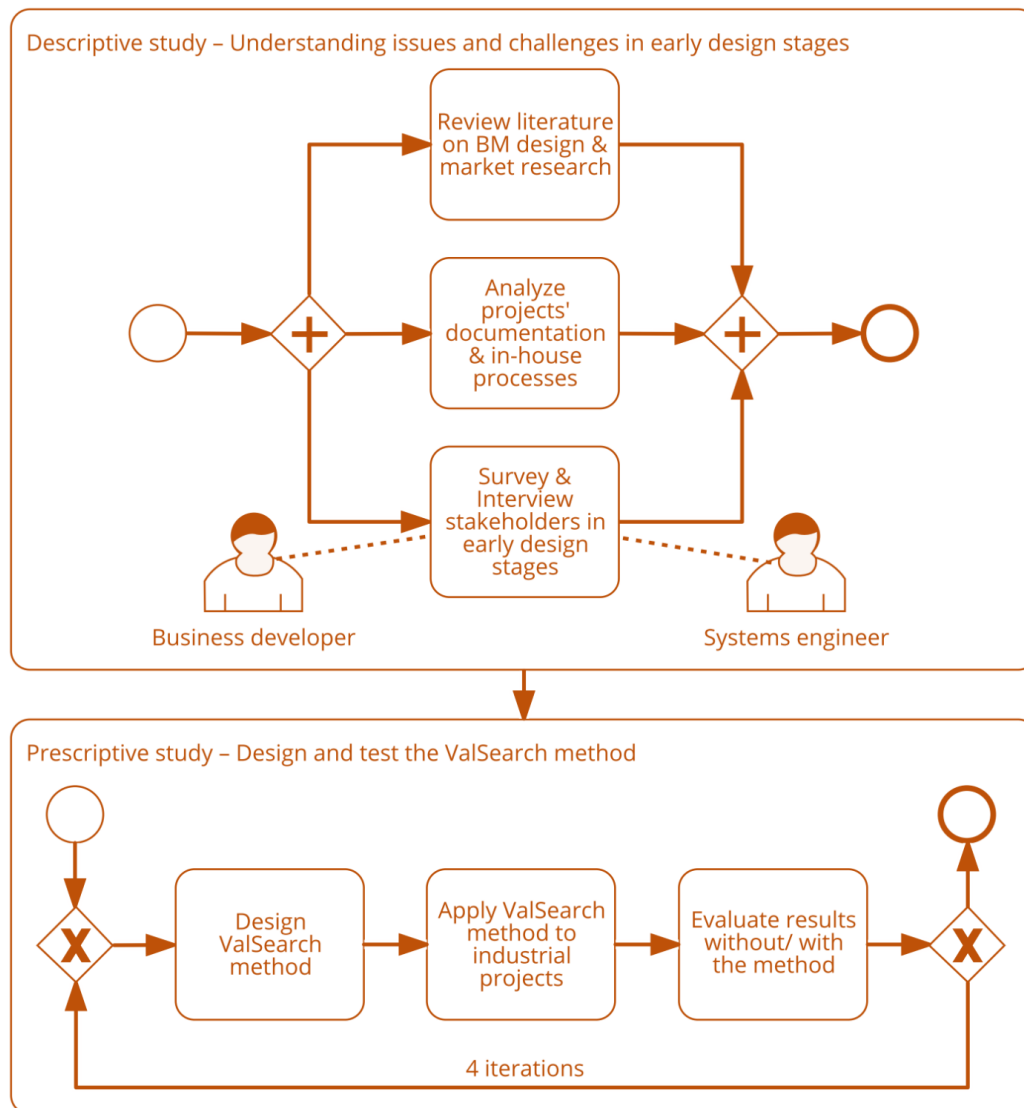 Descriptive study – Understanding issues and challenges in early design stages
Review literature
on BM design &
market research
Analyze
projects'
documentation
& in-house
processes
Survey &
Interview
stakeholders in
early design
stages
Business developer
Systems engineer
Prescriptive study – Design and test the ValSearch method
Design
ValSearch
method
Apply ValSearch
method to
industrial
projects
Evaluate results
without/ with
the method
4 iterations